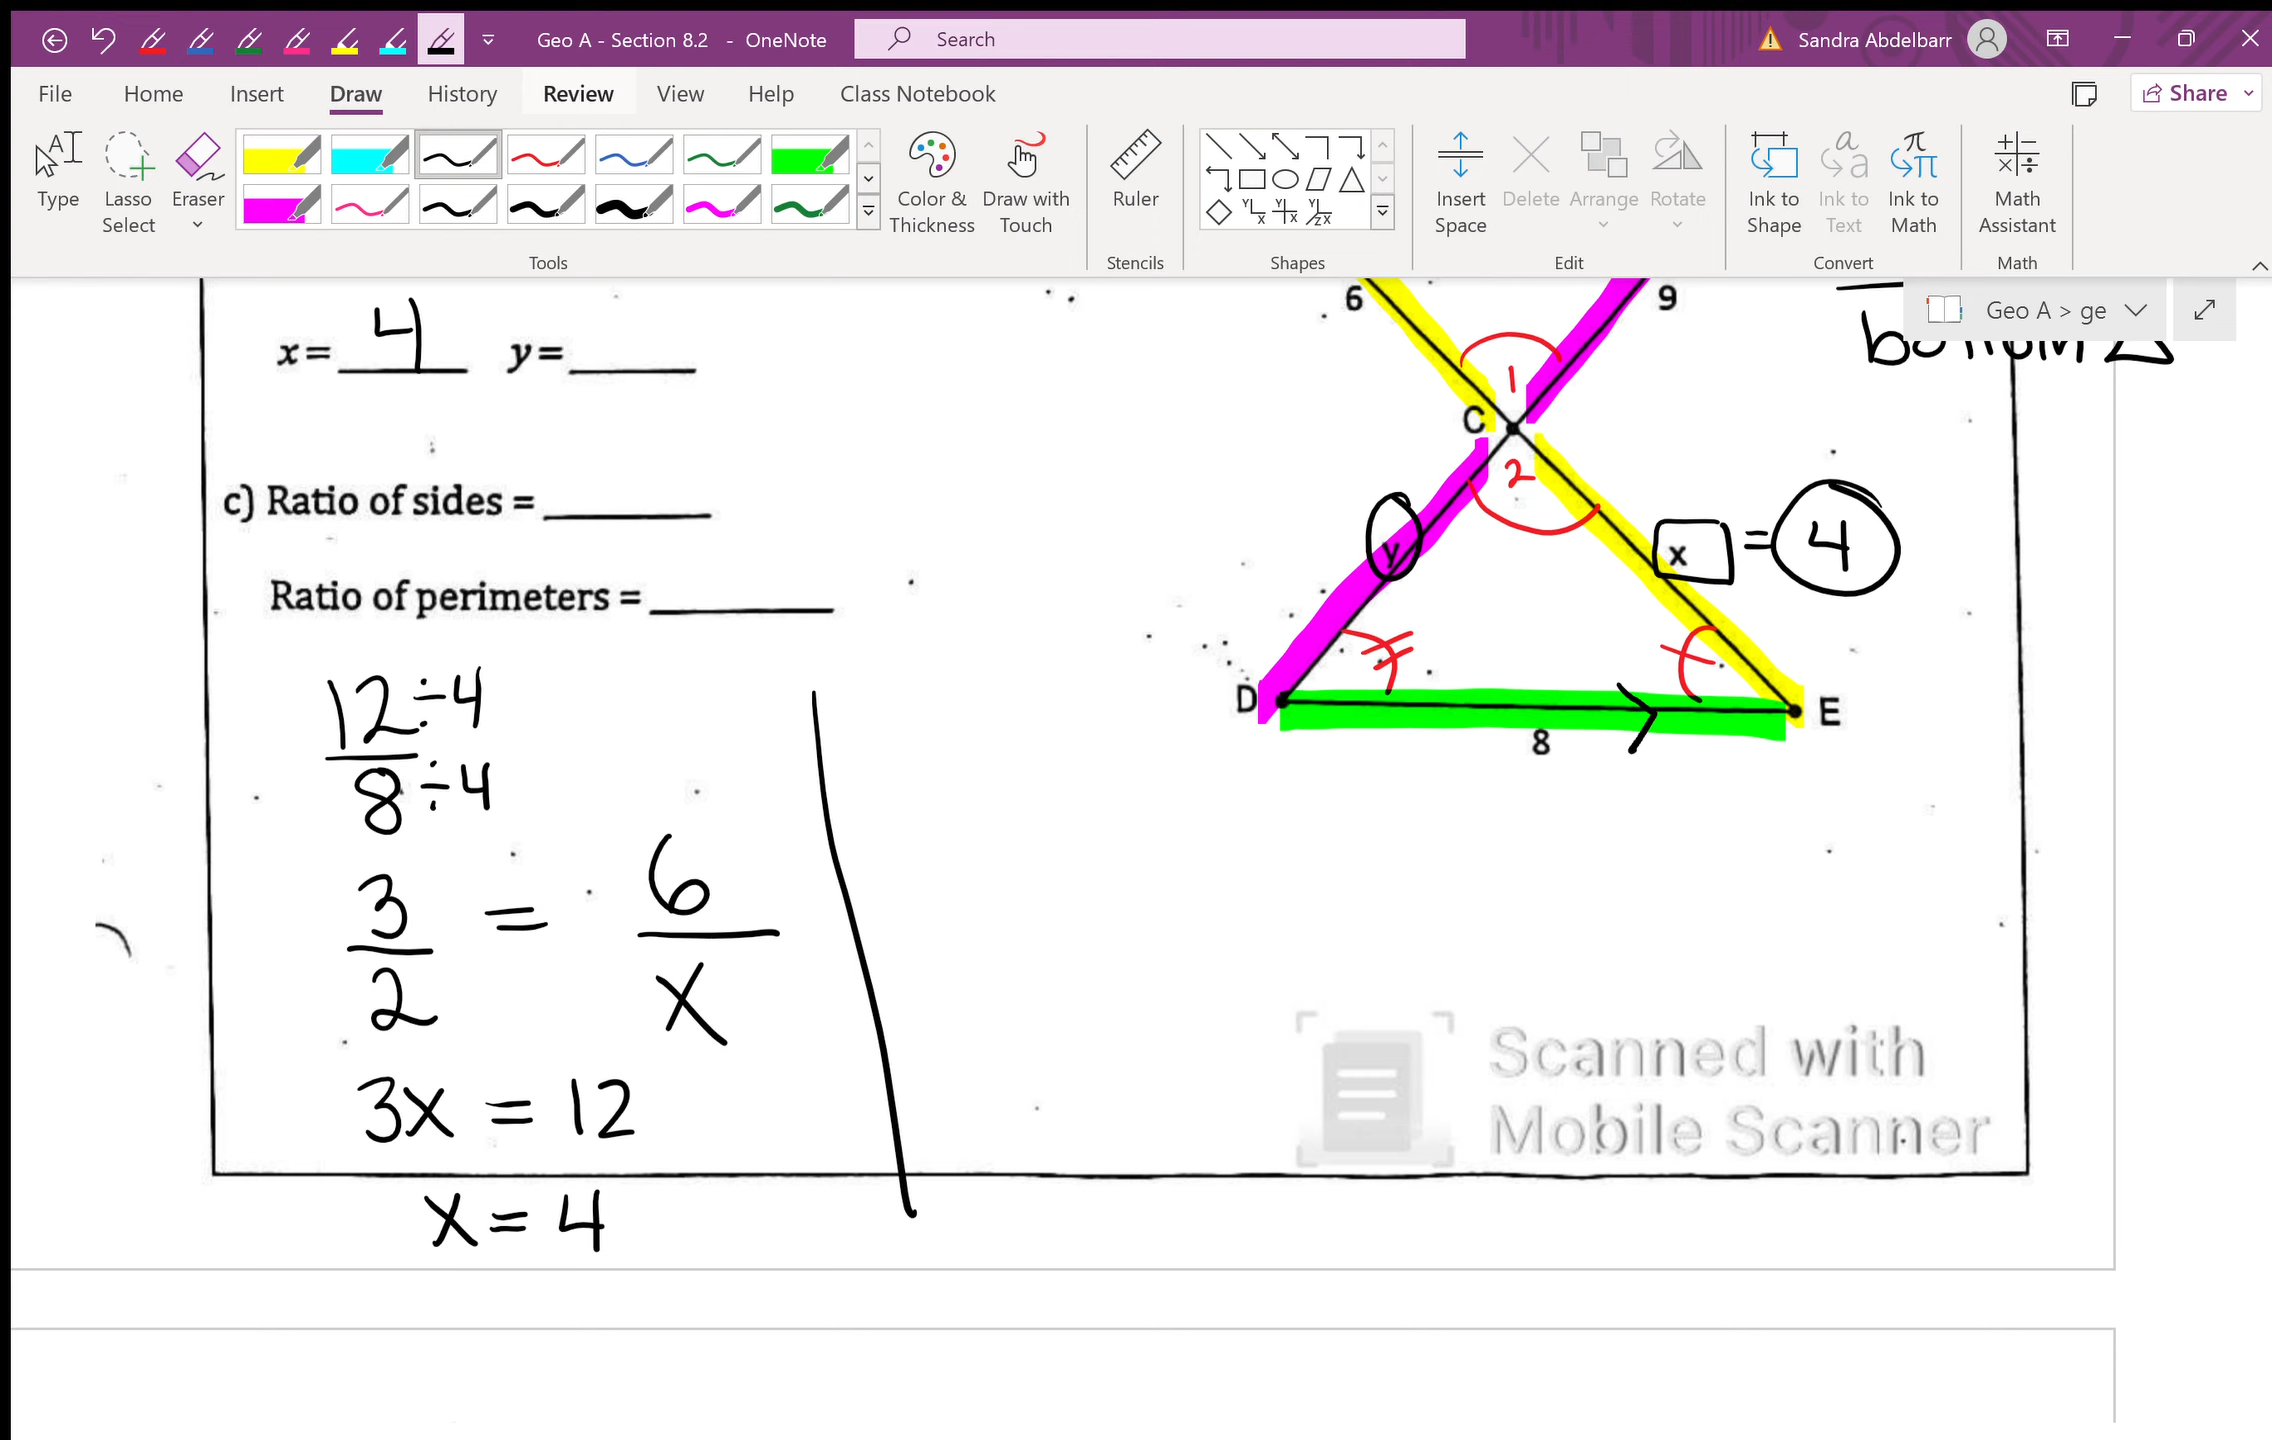 Geo A - Section 8.2 - OneNote
Search
Sandra Abdelbarr
File Home Insert Draw History Review View Help Class Notebook
Share
Type
Lasso Select
Eraser
Color & Thickness
Draw with Touch
Ruler
Insert Space
Delete
Arrange
Rotate
Ink to Shape
Ink to Text
Ink to Math
Math Assistant
Tools
Stencils
Shapes
Edit
Convert
Math
Geo A > ge
6
9
bottom △
x = 4 y = ____
1
C
2
c) Ratio of sides = ____
y
x = 4
Ratio of perimeters = ____
D
E
8
12 ÷4
8 ÷4
3 = 6
2 x
3x = 12
x = 4
Scanned with
Mobile Scanner